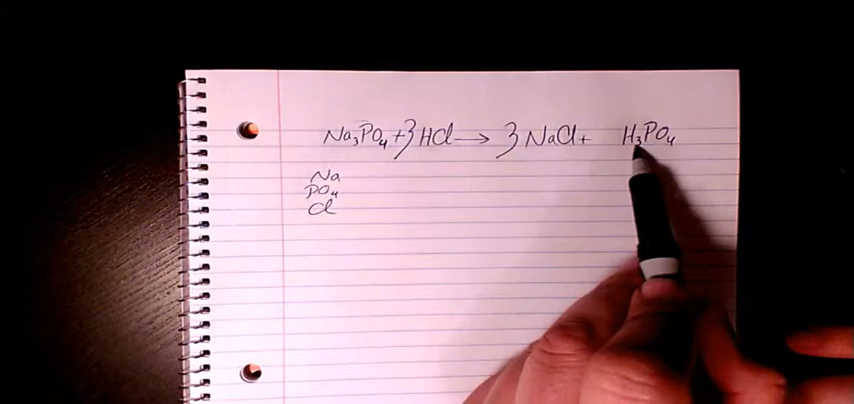 Na₃PO₄ + 3 HCl → 3 NaCl + H₃PO₄
Na
PO₄
Cl